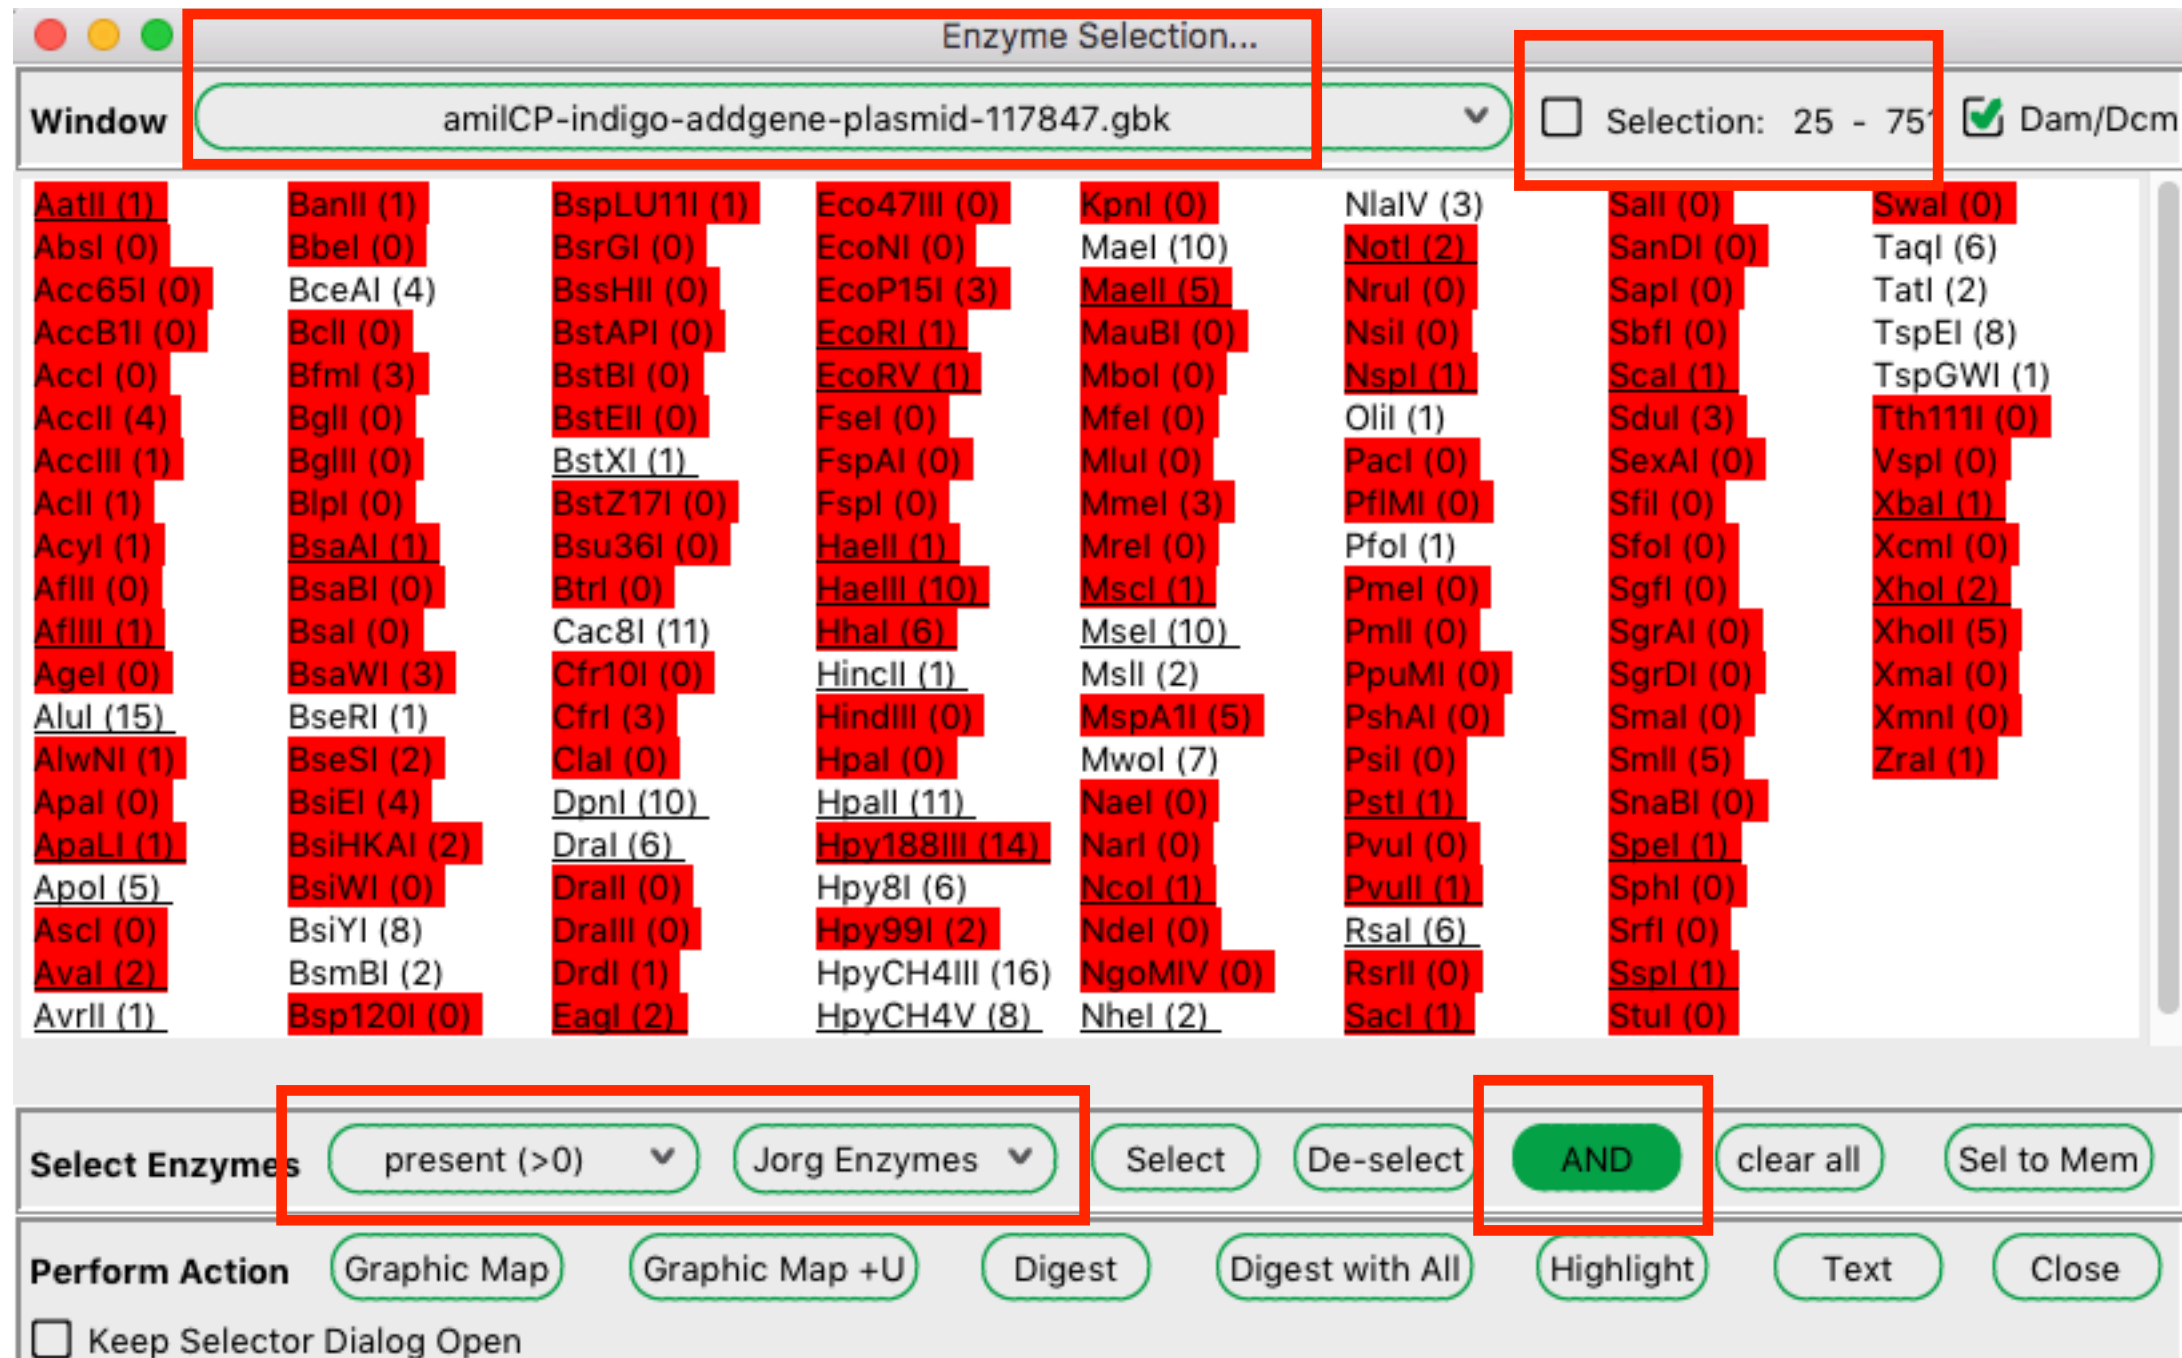 Enzyme Selection...
Window amilCP-indigo-addgene-plasmid-117847.gbk Selection: 25 - 751 Dam/Dcm
AatII (1) BanII (1) BspLU11I (1) Eco47III (0) KpnI (0) NlaIV (3) SalI (0) SwaI (0)
AbsI (0) BbeI (0) BsrGI (0) EcoNI (0) MaeI (10) NotI (2) SanDI (0) TaqI (6)
Acc65I (0) BceAI (4) BssHII (0) EcoP15I (3) MaeII (5) NruI (0) SapI (0) TatI (2)
AccB1I (0) BclI (0) BstAPI (0) EcoRI (1) MauBI (0) NsiI (0) SbfI (0) TspEI (8)
AccI (0) BfmI (3) BstBI (0) EcoRV (1) MboI (0) NspI (1) ScaI (1) TspGWI (1)
AccII (4) BglI (0) BstEII (0) FseI (0) MfeI (0) OliI (1) SduI (3) Tth111I (0)
AccIII (1) BglII (0) BstXI (1) FspAI (0) MluI (0) PacI (0) SexAI (0) VspI (0)
AclI (1) BlpI (0) BstZ17I (0) FspI (0) MmeI (3) PflMI (0) SfiI (0) XbaI (1)
AcyI (1) BsaAI (1) Bsu36I (0) HaeII (1) MreI (0) PfoI (1) SfoI (0) XcmI (0)
AflII (0) BsaBI (0) BtrI (0) HaeIII (10) MscI (1) PmeI (0) SgfI (0) XhoI (2)
AflIII (1) BsaI (0) Cac8I (11) HhaI (6) MseI (10) PmlI (0) SgrAI (0) XhoII (5)
AgeI (0) BsaWI (3) Cfr10I (0) HincII (1) MslI (2) PpuMI (0) SgrDI (0) XmaI (0)
AluI (15) BseRI (1) CfrI (3) HindIII (0) MspA1I (5) PshAI (0) SmaI (0) XmnI (0)
AlwNI (1) BseSI (2) ClaI (0) HpaI (0) MwoI (7) PsiI (0) SmlI (5) ZraI (1)
ApaI (0) BsiEI (4) DpnI (10) HpaII (11) NaeI (0) PstI (1) SnaBI (0)
ApaLI (1) BsiHKAI (2) DraI (6) Hpy188III (14) NarI (0) PvuI (0) SpeI (1)
ApoI (5) BsiWI (0) DraII (0) Hpy8I (6) NcoI (1) PvuII (1) SphI (0)
AscI (0) BsiYI (8) DraIII (0) Hpy99I (2) NdeI (0) RsaI (6) SrfI (0)
AvaI (2) BsmBI (2) DrdI (1) HpyCH4III (16) NgoMIV (0) RsrII (0) SspI (1)
AvrII (1) Bsp120I (0) EagI (2) HpyCH4V (8) NheI (2) SacI (1) StuI (0)
Select Enzymes present (>0) Jorg Enzymes Select De-select AND clear all Sel to Mem
Perform Action Graphic Map Graphic Map +U Digest Digest with All Highlight Text Close
Keep Selector Dialog Open